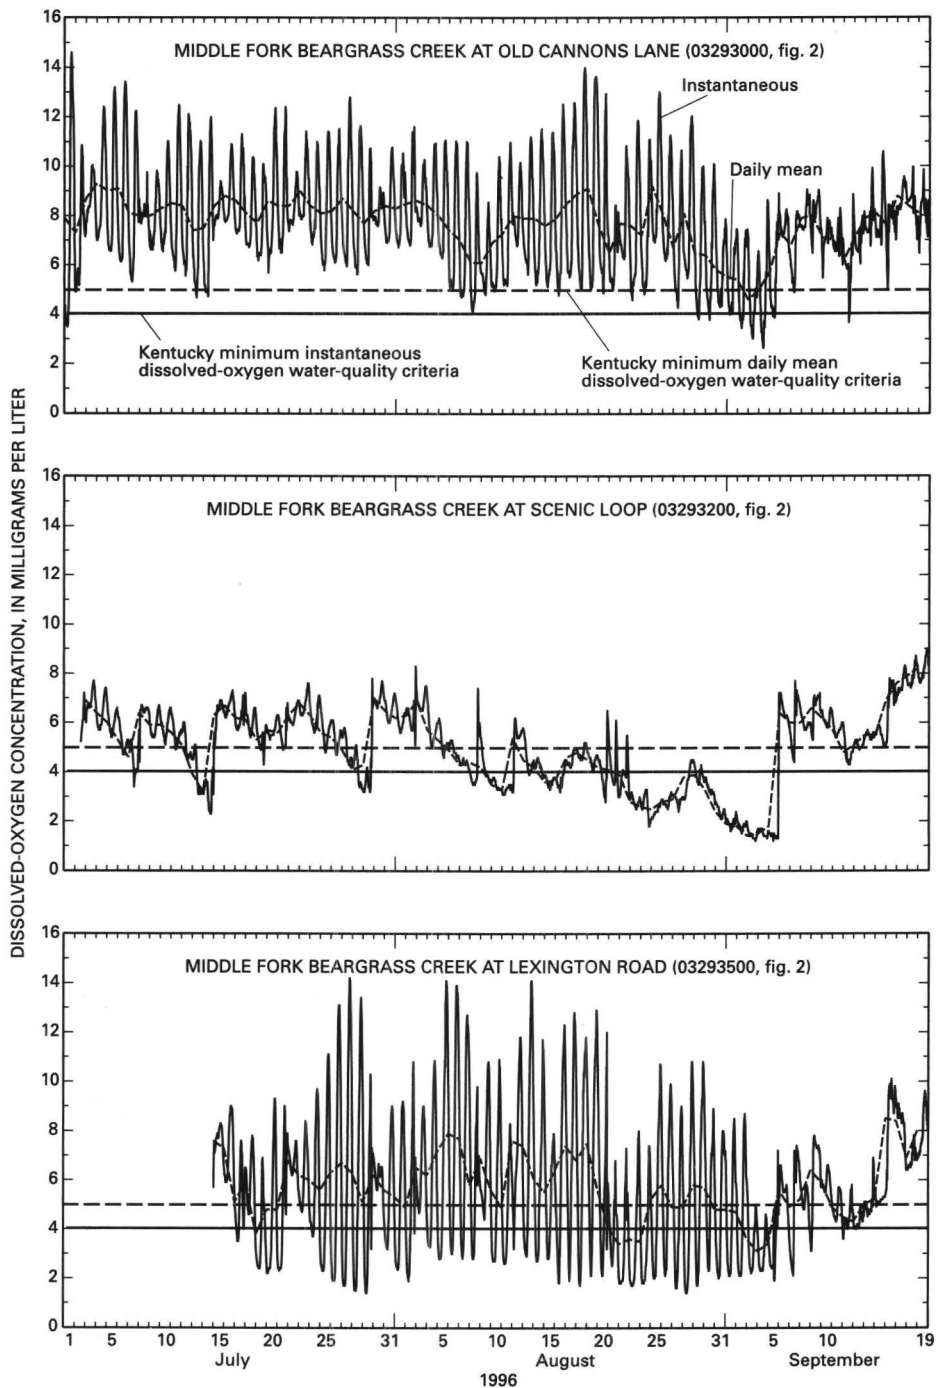 DISSOLVED-OXYGEN CONCENTRATION, IN MILLIGRAMS PER LITER
16
14
12
10
8
6
4
2
0
MIDDLE FORK BEARGRASS CREEK AT OLD CANNONS LANE (03293000, fig. 2)
Instantaneous
Daily mean
Kentucky minimum instantaneous
dissolved-oxygen water-quality criteria
Kentucky minimum daily mean
dissolved-oxygen water-quality criteria
16
14
12
10
8
6
4
2
0
MIDDLE FORK BEARGRASS CREEK AT SCENIC LOOP (03293200, fig. 2)
16
14
12
10
8
6
4
2
0
MIDDLE FORK BEARGRASS CREEK AT LEXINGTON ROAD (03293500, fig. 2)
1 5 10 15 20 25 31 5 10 15 20 25 31 5 10 19
July August September
1996